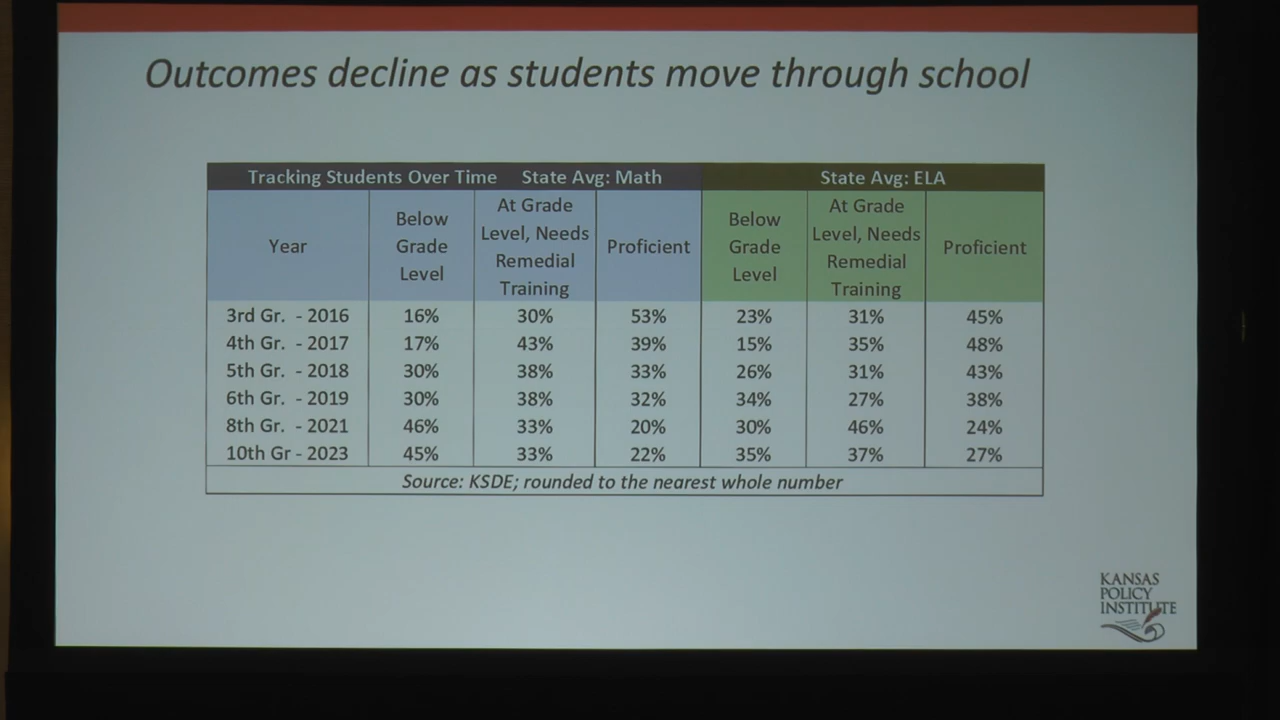 Outcomes decline as students move through school
Tracking Students Over Time State Avg: Math State Avg: ELA
Year Below Grade Level At Grade Level, Needs Remedial Training Proficient Below Grade Level At Grade Level, Needs Remedial Training Proficient
3rd Gr. - 2016 16% 30% 53% 23% 31% 45%
4th Gr. - 2017 17% 43% 39% 15% 35% 48%
5th Gr. - 2018 30% 38% 33% 26% 31% 43%
6th Gr. - 2019 30% 38% 32% 34% 27% 38%
8th Gr. - 2021 46% 33% 20% 30% 46% 24%
10th Gr - 2023 45% 33% 22% 35% 37% 27%
Source: KSDE; rounded to the nearest whole number
KANSAS
POLICY
INSTITUTE